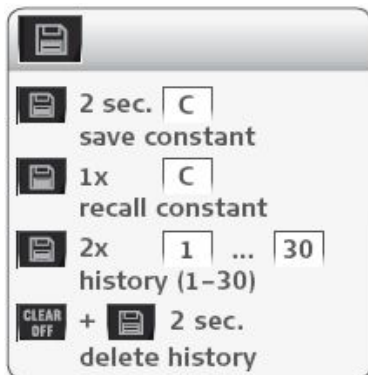 2 sec. C
save constant
1x C
recall constant
2x 1 ... 30
history (1–30)
CLEAR
OFF + 2 sec.
delete history